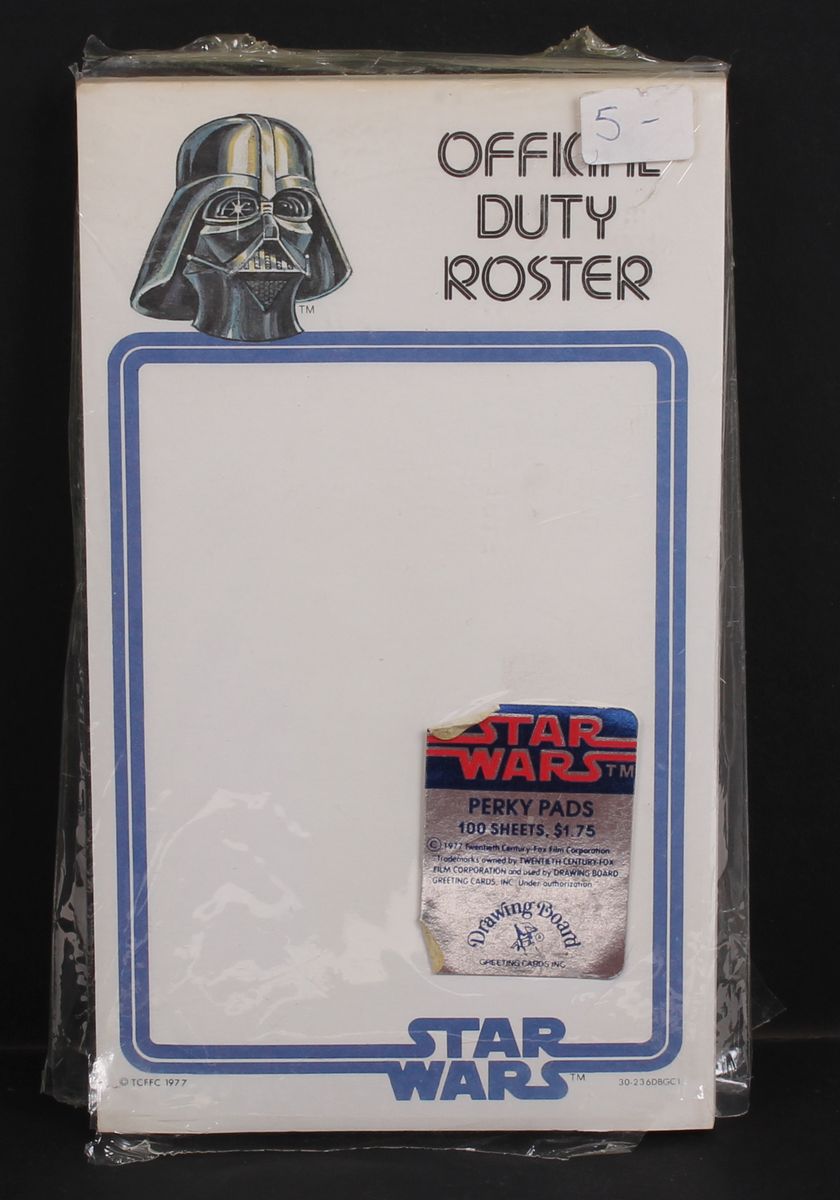 5-
OFFICIAL
DUTY
ROSTER
TM
STAR
WARS TM
PERKY PADS
100 SHEETS, $1.75
© 1977 Twentieth Century-Fox Film Corporation
Trademarks owned by TWENTIETH CENTURY-FOX
FILM CORPORATION and used by DRAWING BOARD
GREETING CARDS, INC. Under authorization
Drawing Board
®
GREETING CARDS INC.
STAR
WARS TM
© TCFFC 1977
30-236DBGC1